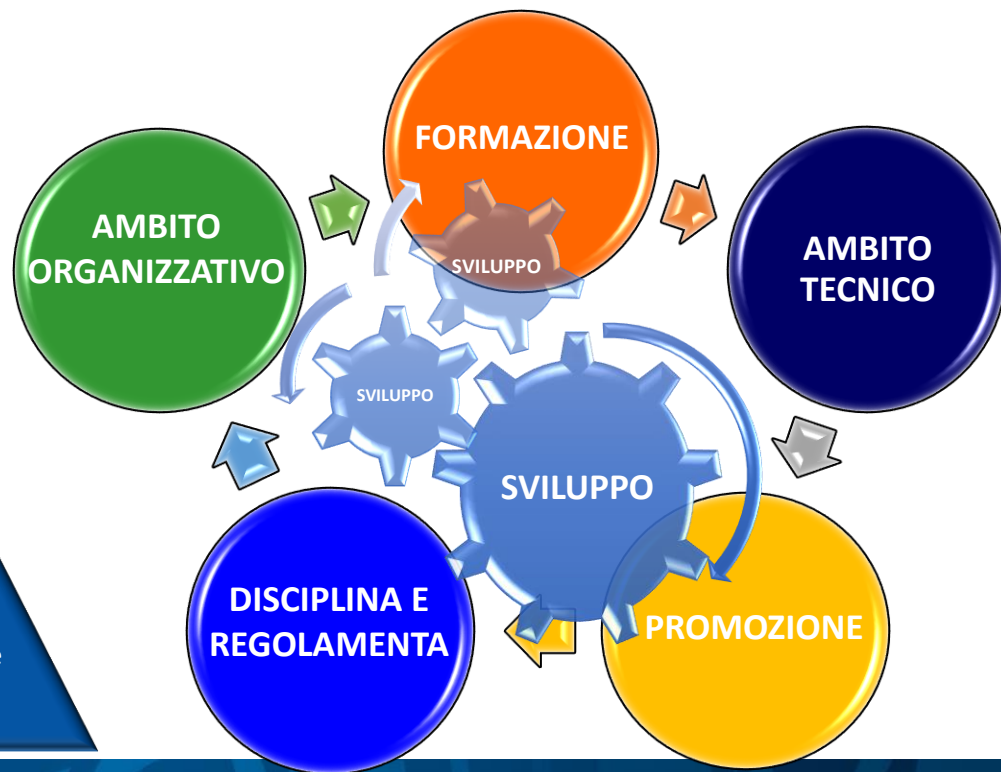 FORMAZIONE
AMBITO
ORGANIZZATIVO
AMBITO
TECNICO
SVILUPPO
SVILUPPO
SVILUPPO
DISCIPLINA E
REGOLAMENTA
PROMOZIONE